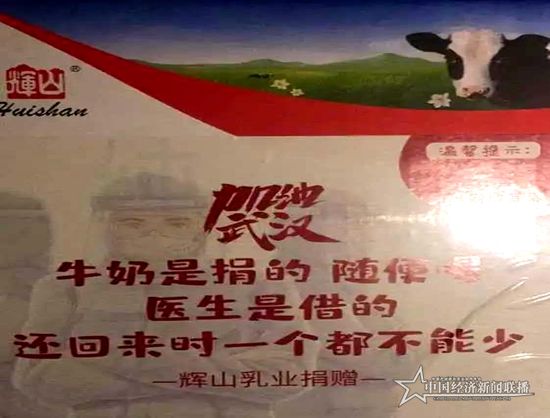 輝山®
Huishan
温馨提示:
加油
武汉
牛奶是捐的 随便
医生是借的
还回来时一个都不能少
—辉山乳业捐赠—
中国经济新闻联播